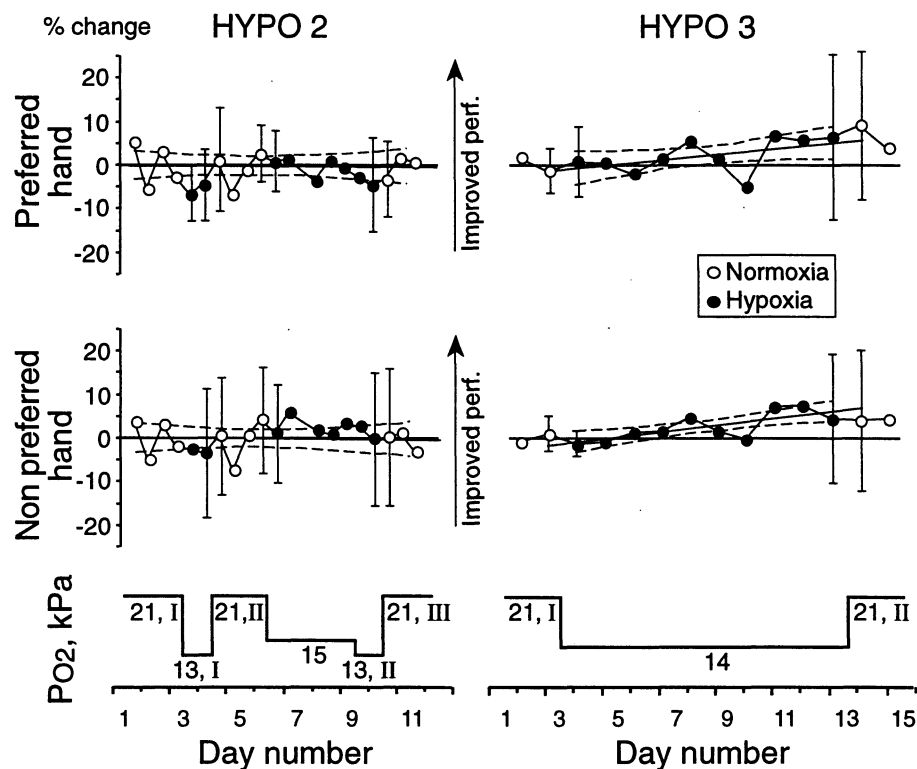 % change HYPO 2 HYPO 3
Preferred hand
20
10
0
-10
-20
Improved perf.
Normoxia
Hypoxia
Non preferred hand
20
10
0
-10
-20
Improved perf.
PO2, kPa
21, I 21,II 21, III 21, I 21, II
15 14
13, I 13, II
1 3 5 7 9 11 1 3 5 7 9 11 13 15
Day number Day number